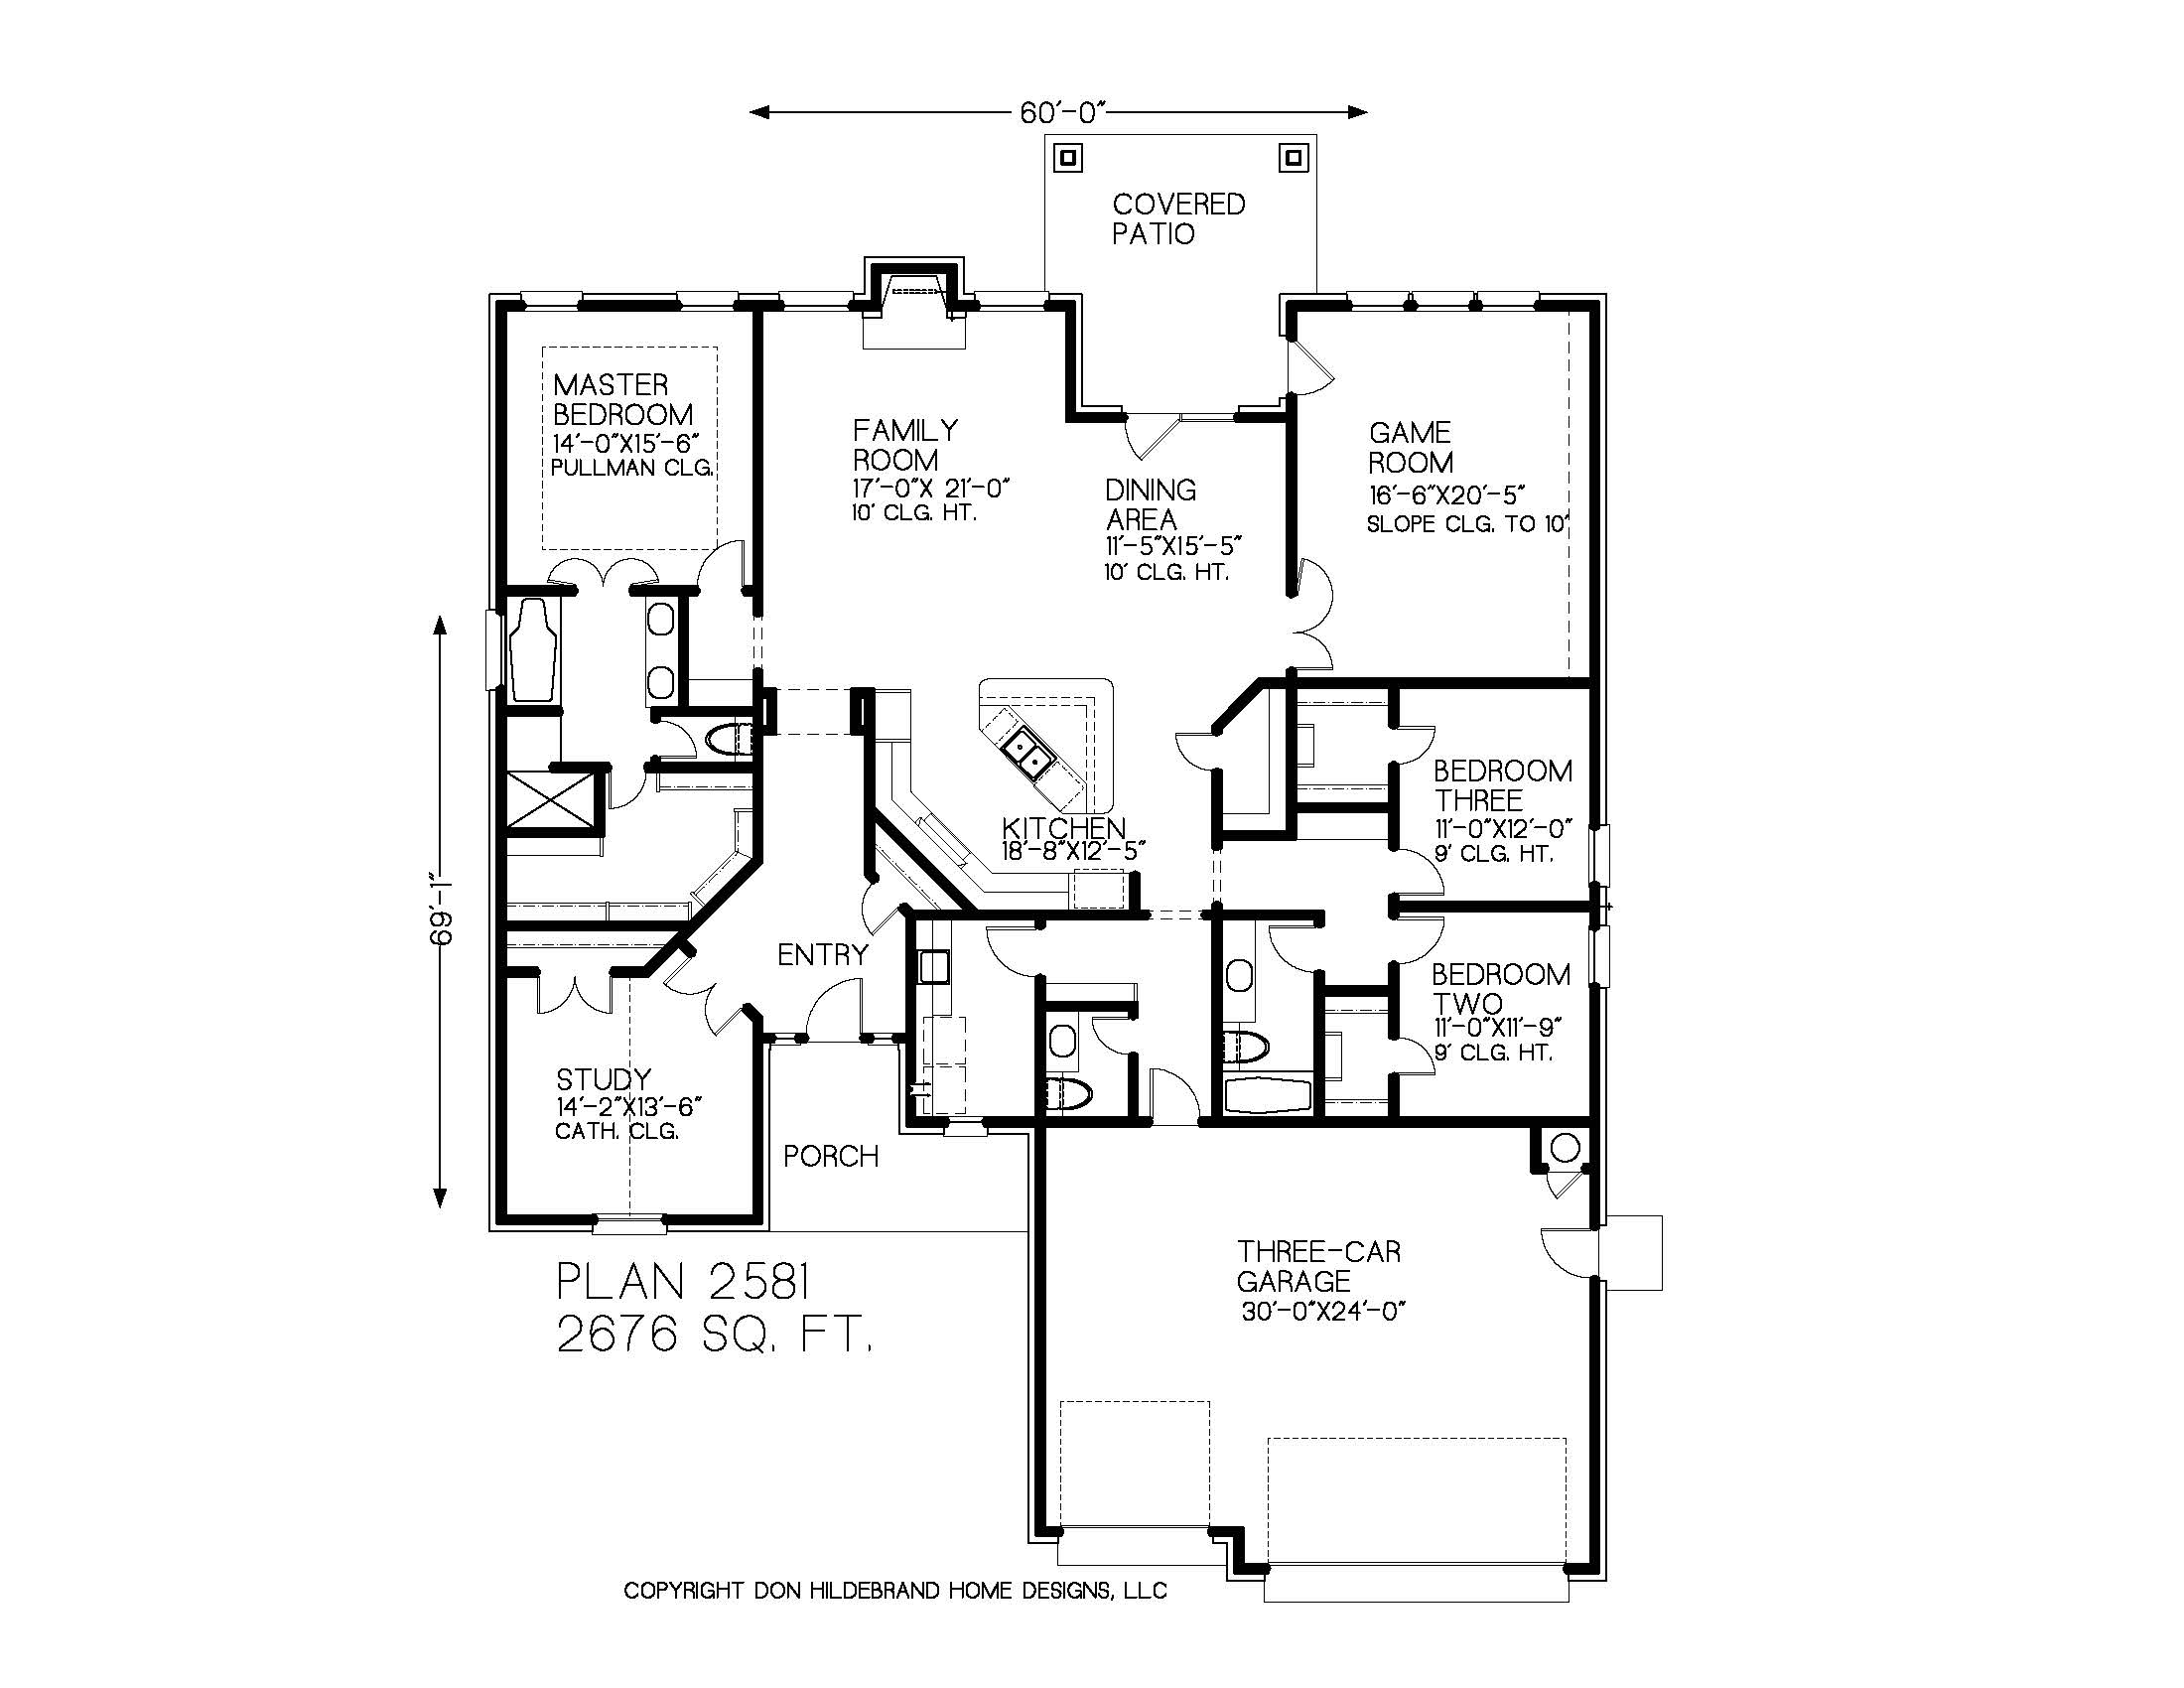 60'-0"
COVERED
PATIO
MASTER
BEDROOM
14'-0"X15'-6"
PULLMAN CLG.
FAMILY
ROOM
17'-0"X 21'-0"
10' CLG. HT.
DINING
AREA
11'-5"X15'-5"
10' CLG. HT.
GAME
ROOM
16'-6"X20'-5"
SLOPE CLG. TO 10'
KITCHEN
18'-8"X12'-5"
BEDROOM
THREE
11'-0"X12'-0"
9' CLG. HT.
69'-1"
ENTRY
BEDROOM
TWO
11'-0"X11'-9"
9' CLG. HT.
STUDY
14'-2"X13'-6"
CATH. CLG.
PORCH
THREE-CAR
GARAGE
30'-0"X24'-0"
PLAN 2581
2676 SQ. FT.
COPYRIGHT DON HILDEBRAND HOME DESIGNS, LLC